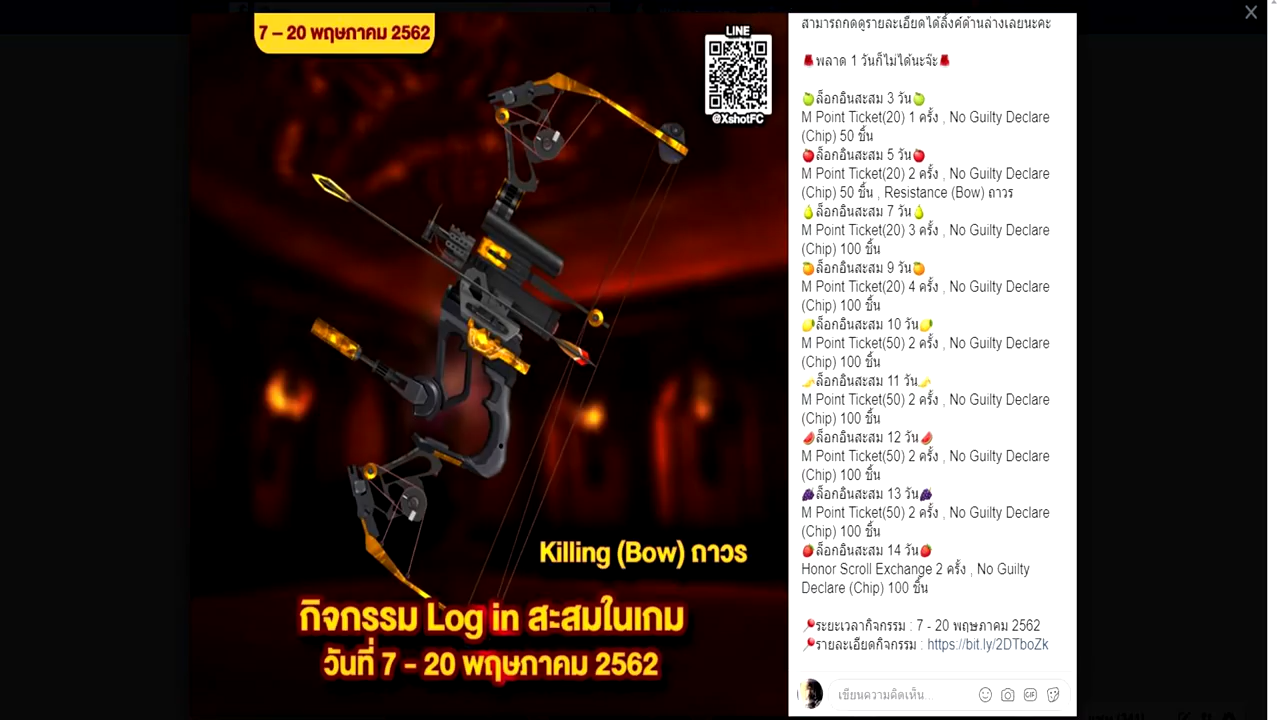 7 – 20 พฤษภาคม 2562
LINE
@XshotFC
Killing (Bow) ถาวร
กิจกรรม Log in สะสมในเกม
วันที่ 7 – 20 พฤษภาคม 2562
สามารถกดดูรายละเอียดได้ลิ้งค์ด้านล่างเลยนะคะ
พลาด 1 วันก็ไม่ได้นะจ๊ะ
ล็อกอินสะสม 3 วัน
M Point Ticket(20) 1 ครั้ง , No Guilty Declare
(Chip) 50 ชิ้น
ล็อกอินสะสม 5 วัน
M Point Ticket(20) 2 ครั้ง , No Guilty Declare
(Chip) 50 ชิ้น , Resistance (Bow) ถาวร
ล็อกอินสะสม 7 วัน
M Point Ticket(20) 3 ครั้ง , No Guilty Declare
(Chip) 100 ชิ้น
ล็อกอินสะสม 9 วัน
M Point Ticket(20) 4 ครั้ง , No Guilty Declare
(Chip) 100 ชิ้น
ล็อกอินสะสม 10 วัน
M Point Ticket(50) 2 ครั้ง , No Guilty Declare
(Chip) 100 ชิ้น
ล็อกอินสะสม 11 วัน
M Point Ticket(50) 2 ครั้ง , No Guilty Declare
(Chip) 100 ชิ้น
ล็อกอินสะสม 12 วัน
M Point Ticket(50) 2 ครั้ง , No Guilty Declare
(Chip) 100 ชิ้น
ล็อกอินสะสม 13 วัน
M Point Ticket(50) 2 ครั้ง , No Guilty Declare
(Chip) 100 ชิ้น
ล็อกอินสะสม 14 วัน
Honor Scroll Exchange 2 ครั้ง , No Guilty
Declare (Chip) 100 ชิ้น
ระยะเวลากิจกรรม : 7 - 20 พฤษภาคม 2562
รายละเอียดกิจกรรม : https://bit.ly/2DTboZk
เขียนความคิดเห็น...
GIF